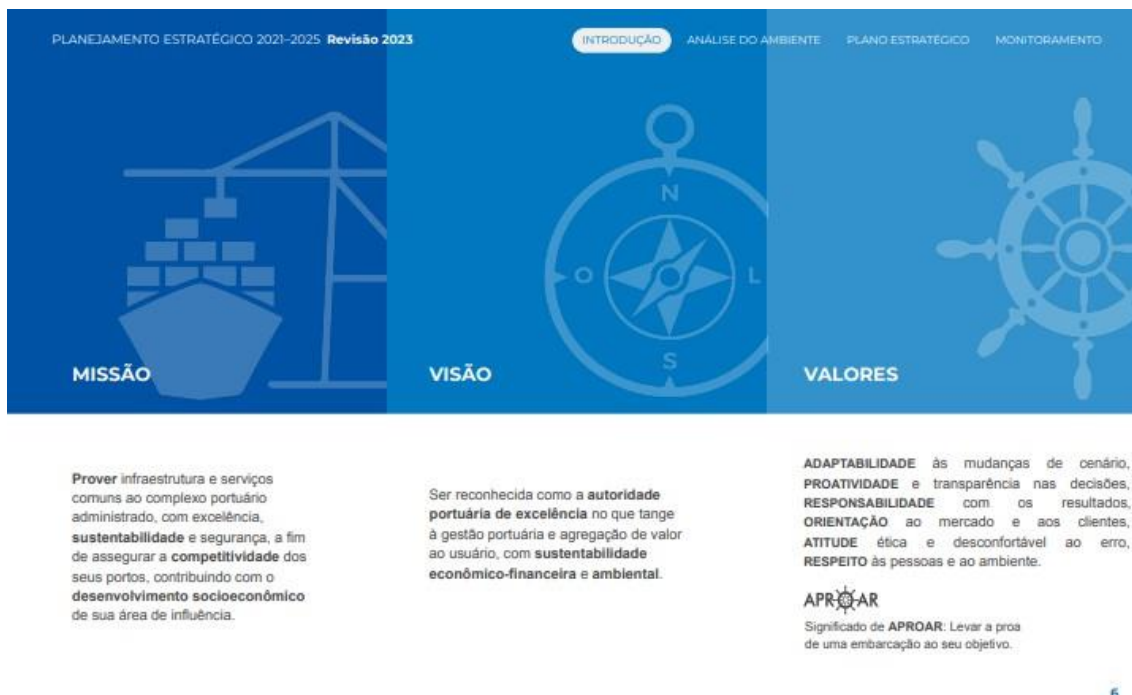 PLANEJAMENTO ESTRATÉGICO 2021–2025 Revisão 2023
INTRODUÇÃO ANÁLISE DO AMBIENTE PLANO ESTRATÉGICO MONITORAMENTO
N
O L
S
MISSÃO
Prover infraestrutura e serviços
comuns ao complexo portuário
administrado, com excelência,
sustentabilidade e segurança, a fim
de assegurar a competitividade dos
seus portos, contribuindo com o
desenvolvimento socioeconômico
de sua área de influência.
VISÃO
Ser reconhecida como a autoridade
portuária de excelência no que tange
à gestão portuária e agregação de valor
ao usuário, com sustentabilidade
econômico-financeira e ambiental.
VALORES
ADAPTABILIDADE às mudanças de cenário,
PROATIVIDADE e transparência nas decisões,
RESPONSABILIDADE com os resultados,
ORIENTAÇÃO ao mercado e aos clientes,
ATITUDE ética e desconfortável ao erro,
RESPEITO às pessoas e ao ambiente.
APROAR
Significado de APROAR: Levar a proa
de uma embarcação ao seu objetivo.
6